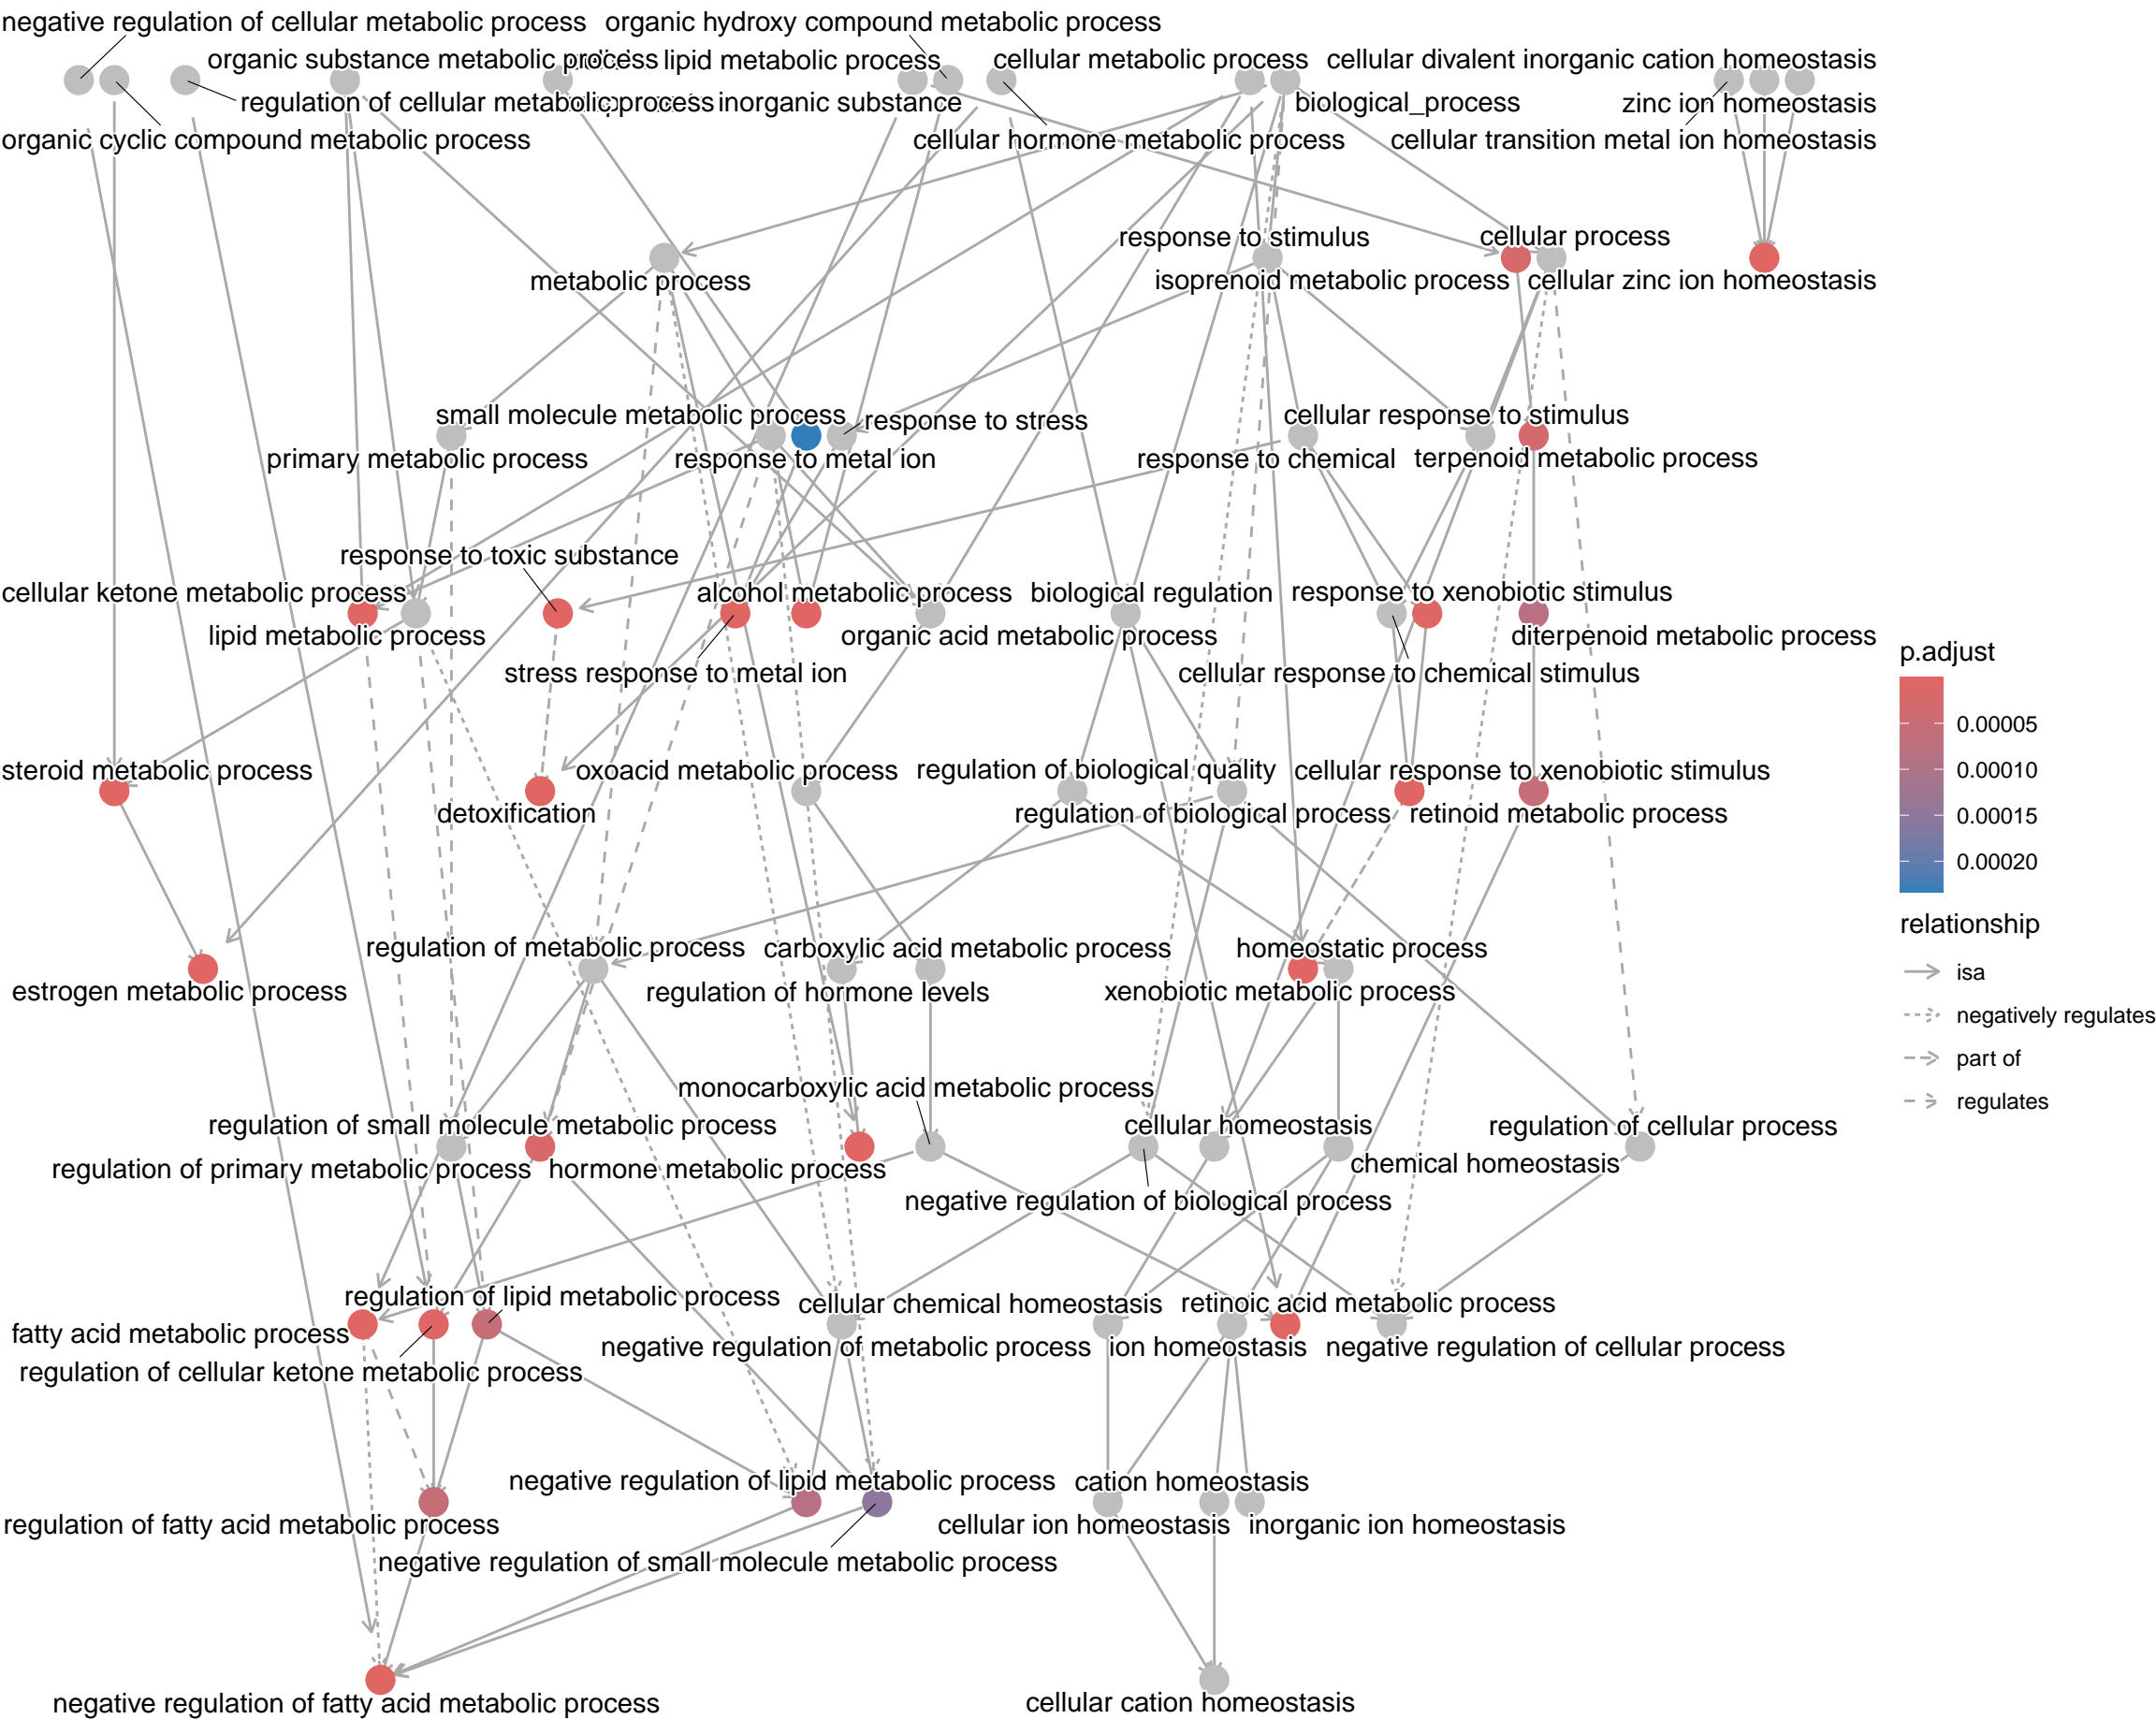 negative regulation of cellular metabolic process
organic hydroxy compound metabolic process
organic substance metabolic process
lipid metabolic process
cellular metabolic process
cellular divalent inorganic cation homeostasis
regulation of cellular metabolic process
inorganic substance
biological_process
zinc ion homeostasis
organic cyclic compound metabolic process
cellular hormone metabolic process
cellular transition metal ion homeostasis
response to stimulus
cellular process
metabolic process
isoprenoid metabolic process
cellular zinc ion homeostasis
small molecule metabolic process
response to stress
cellular response to stimulus
primary metabolic process
response to metal ion
response to chemical
terpenoid metabolic process
response to toxic substance
cellular ketone metabolic process
alcohol metabolic process
biological regulation
response to xenobiotic stimulus
lipid metabolic process
organic acid metabolic process
diterpenoid metabolic process
stress response to metal ion
cellular response to chemical stimulus
steroid metabolic process
oxoacid metabolic process
regulation of biological quality
cellular response to xenobiotic stimulus
detoxification
regulation of biological process
retinoid metabolic process
regulation of metabolic process
carboxylic acid metabolic process
homeostatic process
estrogen metabolic process
regulation of hormone levels
xenobiotic metabolic process
monocarboxylic acid metabolic process
regulation of small molecule metabolic process
cellular homeostasis
regulation of cellular process
regulation of primary metabolic process
hormone metabolic process
chemical homeostasis
negative regulation of biological process
regulation of lipid metabolic process
cellular chemical homeostasis
retinoic acid metabolic process
fatty acid metabolic process
negative regulation of metabolic process
ion homeostasis
negative regulation of cellular process
regulation of cellular ketone metabolic process
negative regulation of lipid metabolic process
cation homeostasis
regulation of fatty acid metabolic process
cellular ion homeostasis
inorganic ion homeostasis
negative regulation of small molecule metabolic process
negative regulation of fatty acid metabolic process
cellular cation homeostasis
p.adjust
0.00005
0.00010
0.00015
0.00020
relationship
isa
negatively regulates
part of
regulates